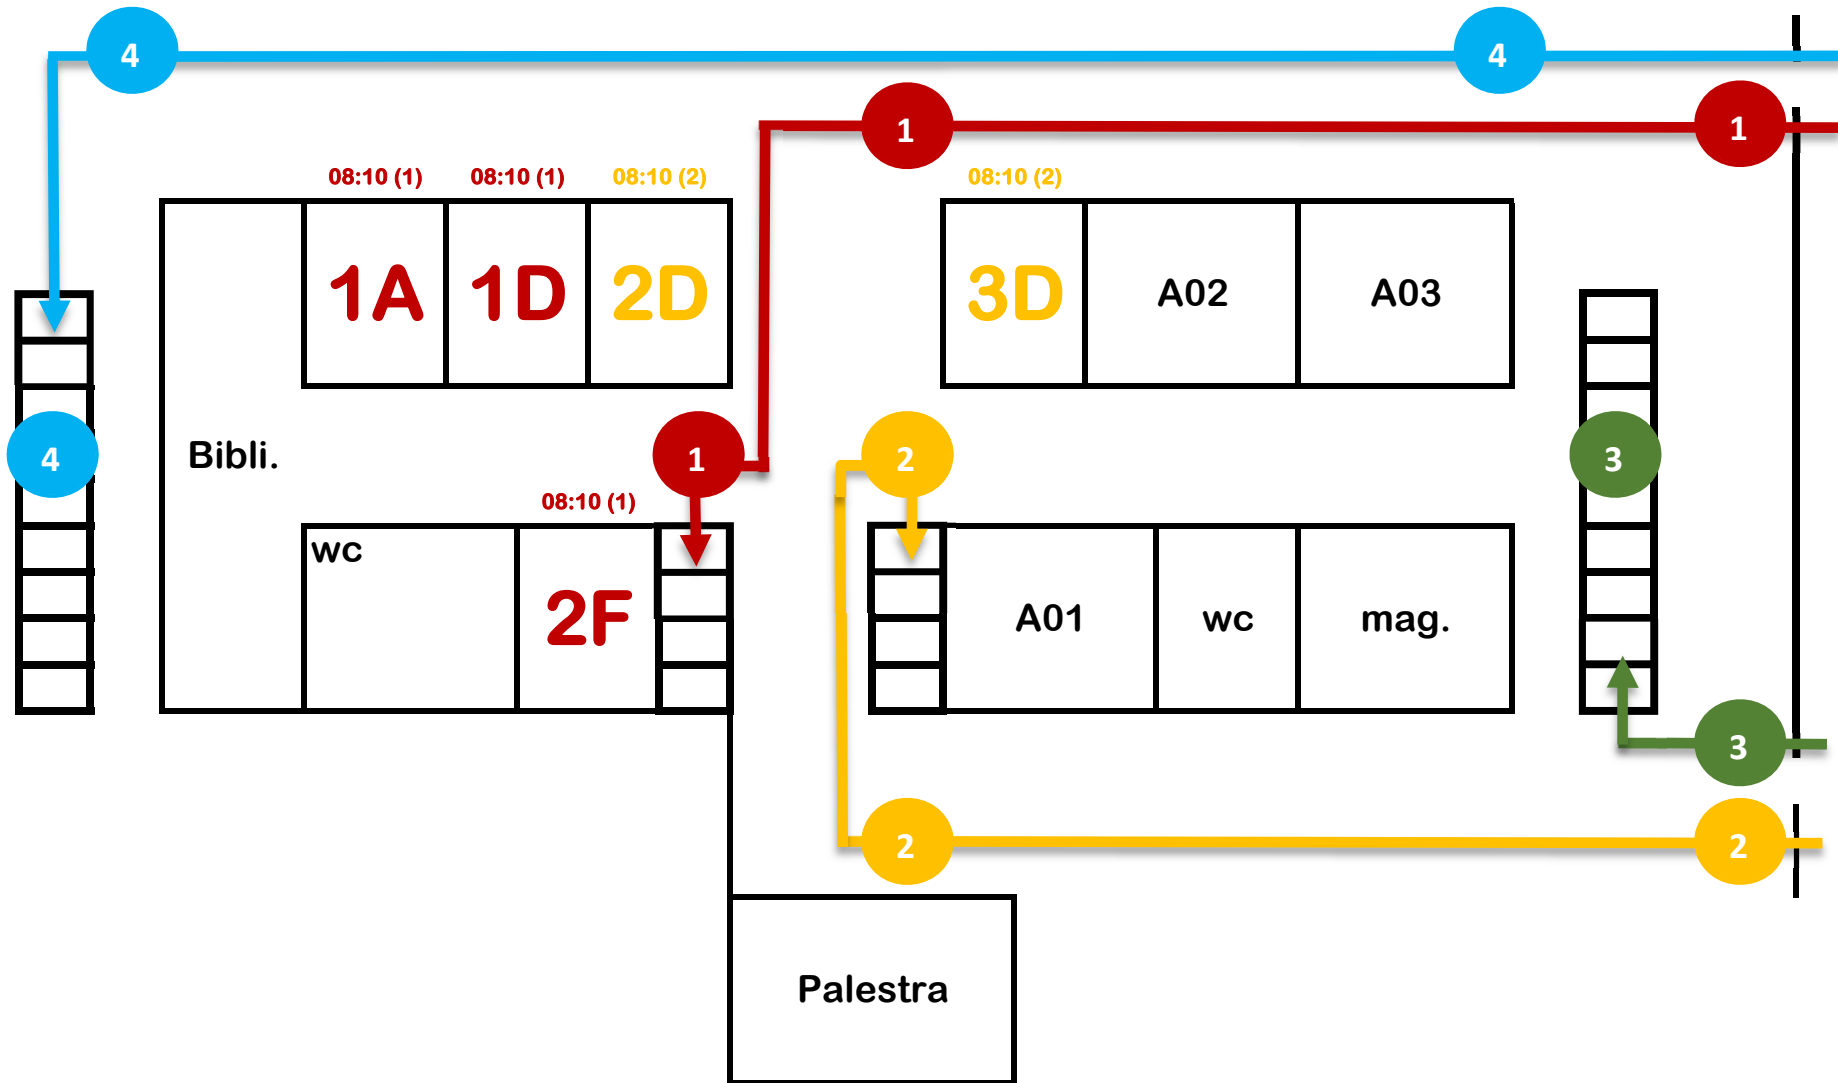 4
4
1
1
08:10 (1)
08:10 (1)
08:10 (2)
08:10 (2)
1A
1D
2D
3D
A02
A03
4
Bibli.
1
2
3
08:10 (1)
wc
2F
A01
wc
mag.
3
2
2
Palestra